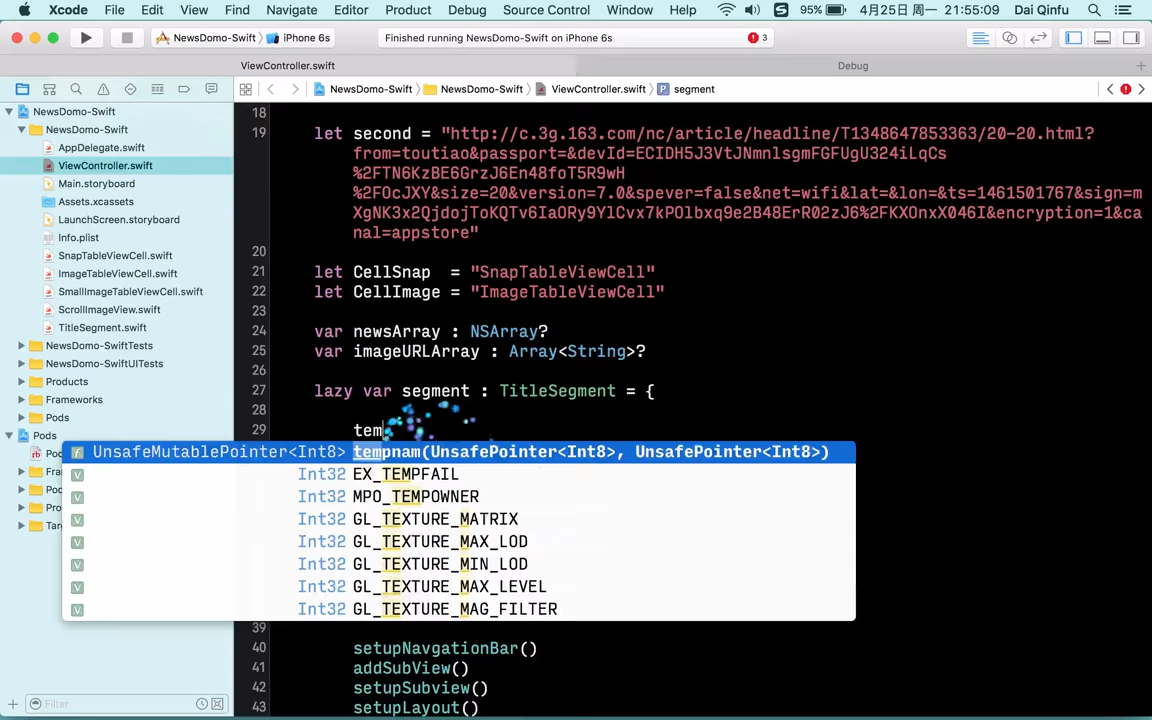 Xcode File Edit View Find Navigate Editor Product Debug Source Control Window Help 95% 4月25日 周一 21:55:09 Dai Qinfu
NewsDomo-Swift iPhone 6s Finished running NewsDomo-Swift on iPhone 6s 3
ViewController.swift Debug
NewsDomo-Swift NewsDomo-Swift ViewController.swift P segment
NewsDomo-Swift
NewsDomo-Swift
AppDelegate.swift
ViewController.swift
Main.storyboard
Assets.xcassets
LaunchScreen.storyboard
Info.plist
SnapTableViewCell.swift
ImageTableViewCell.swift
SmallImageTableViewCell.swift
ScrollImageView.swift
TitleSegment.swift
NewsDomo-SwiftTests
NewsDomo-SwiftUITests
Products
Frameworks
Pods
Pods
Filter
18
19 let second = "http://c.3g.163.com/nc/article/headline/T1348647853363/20-20.html?
from=toutiao&passport=&devId=ECIDH5J3VtJNmnlsgmFGFUgU324iLqCs
%2FTN6KzBE6GrzJ6En48foT5R9wH
%2FOcJXY&size=20&version=7.0&spever=false&net=wifi&lat=&lon=&ts=1461501767&sign=m
XgNK3x2QjdojToKQTv6IaORy9YlCvx7kPOlbxq9e2B48ErR02zJ6%2FKXOnxX046I&encryption=1&ca
nal=appstore"
20
21 let CellSnap = "SnapTableViewCell"
22 let CellImage = "ImageTableViewCell"
23
24 var newsArray : NSArray?
25 var imageURLArray : Array<String>?
26
27 lazy var segment : TitleSegment = {
28
29 tem
f UnsafeMutablePointer<Int8> tempnam(UnsafePointer<Int8>, UnsafePointer<Int8>)
V Int32 EX_TEMPFAIL
V Int32 MPO_TEMPOWNER
V Int32 GL_TEXTURE_MATRIX
V Int32 GL_TEXTURE_MAX_LOD
V Int32 GL_TEXTURE_MIN_LOD
V Int32 GL_TEXTURE_MAX_LEVEL
V Int32 GL_TEXTURE_MAG_FILTER
39
40 setupNavgationBar()
41 addSubView()
42 setupSubview()
43 setupLayout()